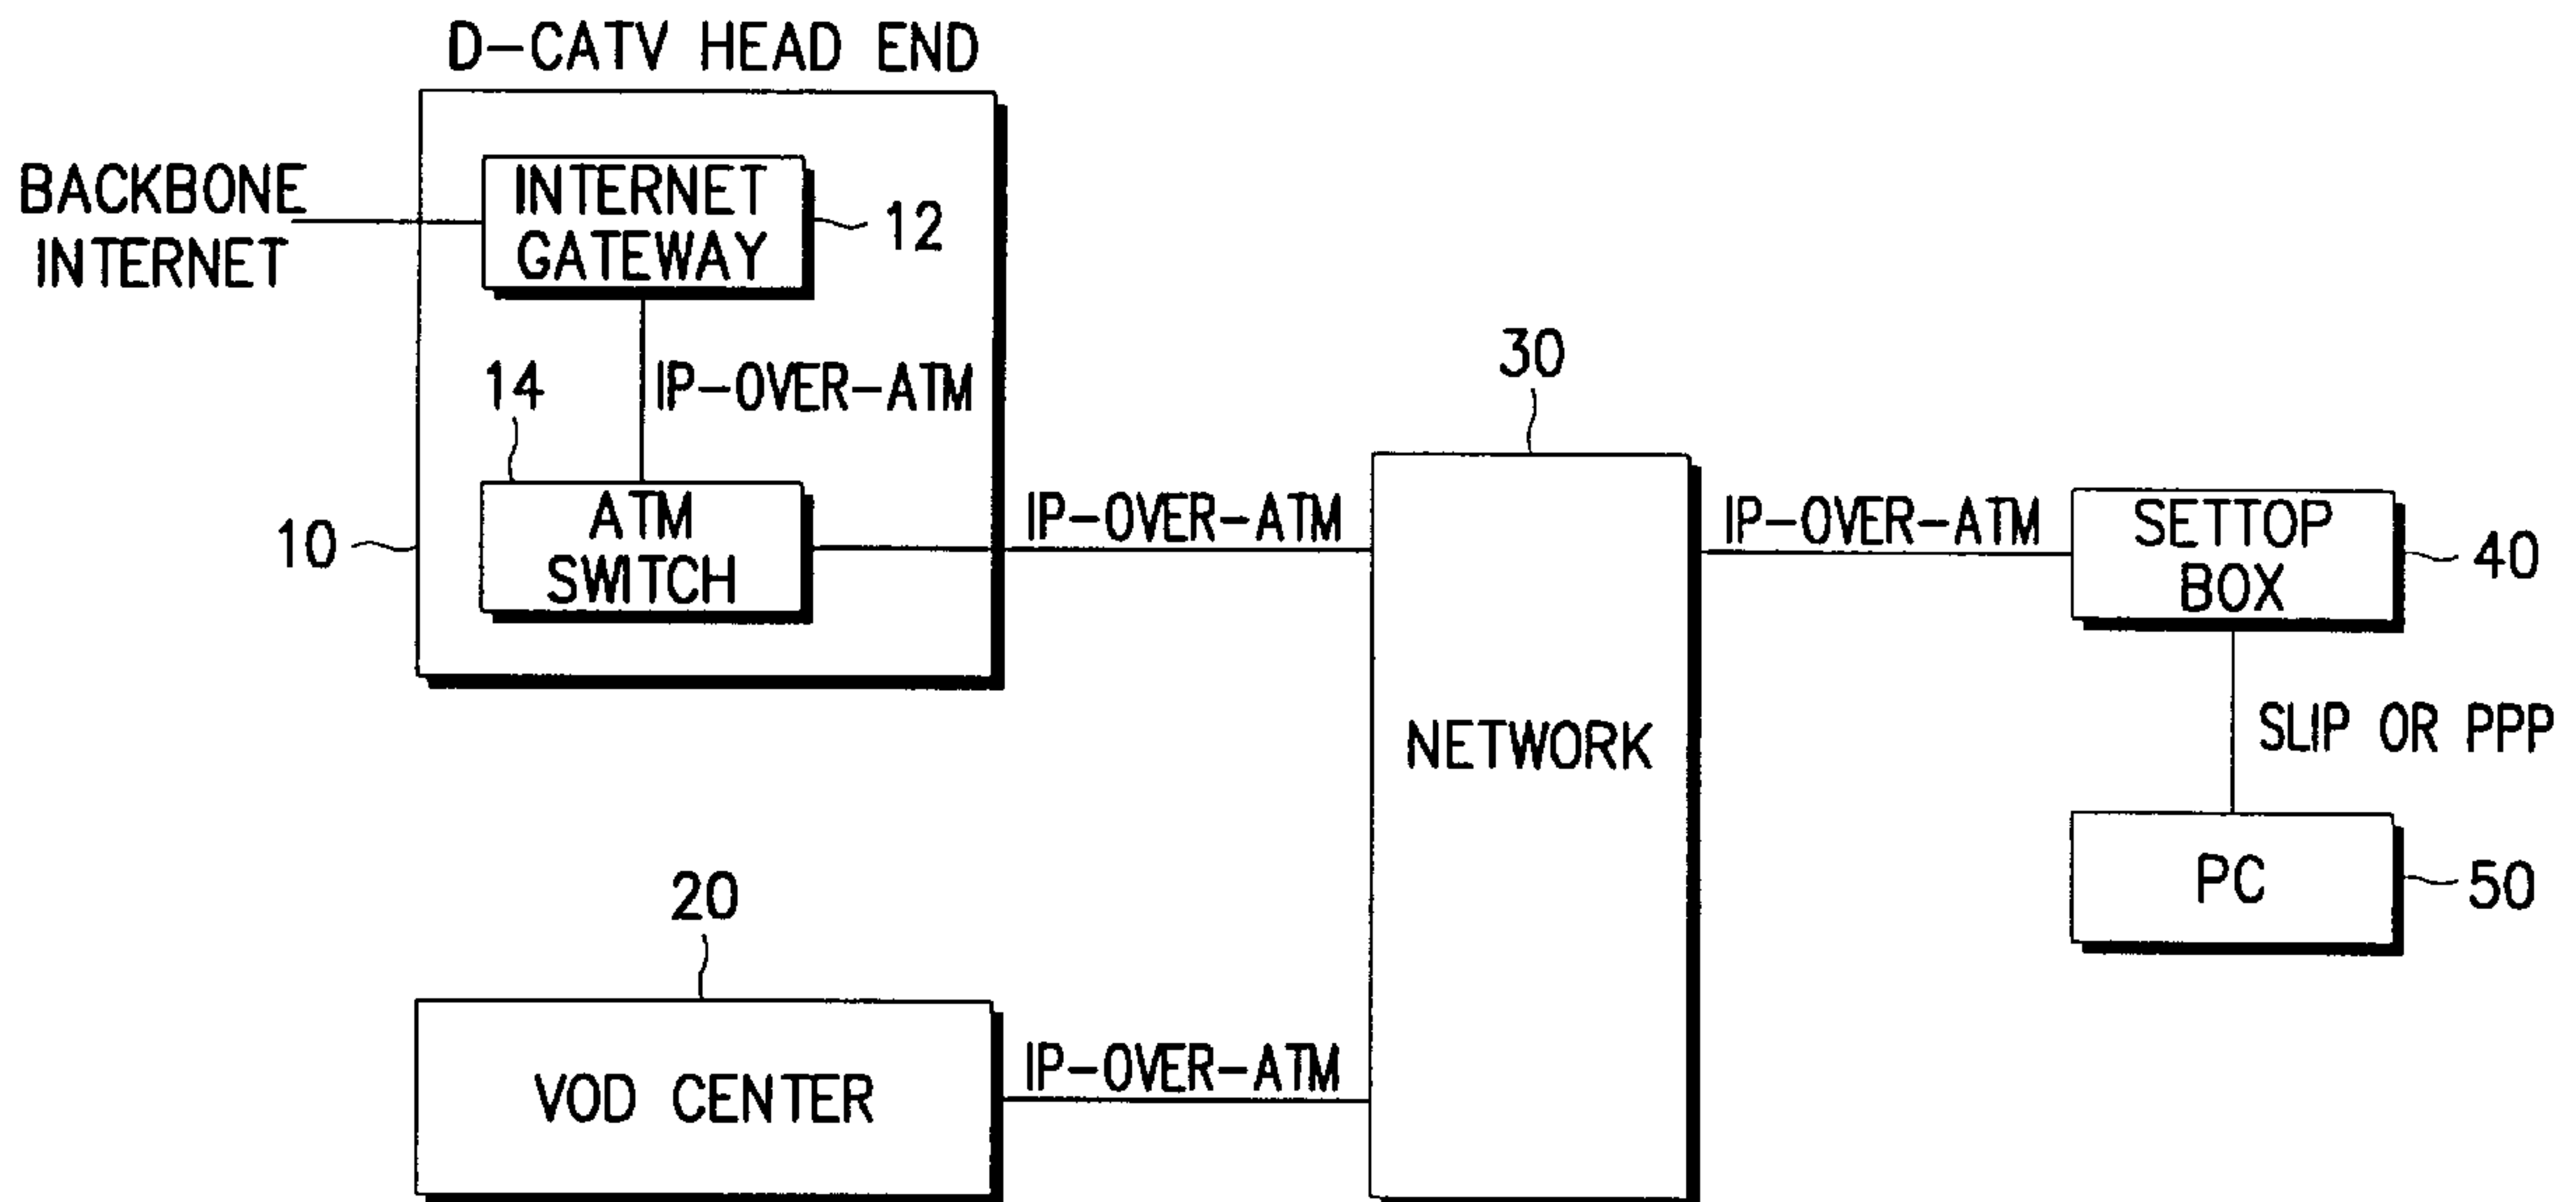 D-CATV HEAD END
BACKBONE
INTERNET
INTERNET
GATEWAY
12
IP-OVER-ATM
14
ATM
SWITCH
10
IP-OVER-ATM
30
NETWORK
IP-OVER-ATM
SETTOP
BOX
40
SLIP OR PPP
PC
50
20
VOD CENTER
IP-OVER-ATM